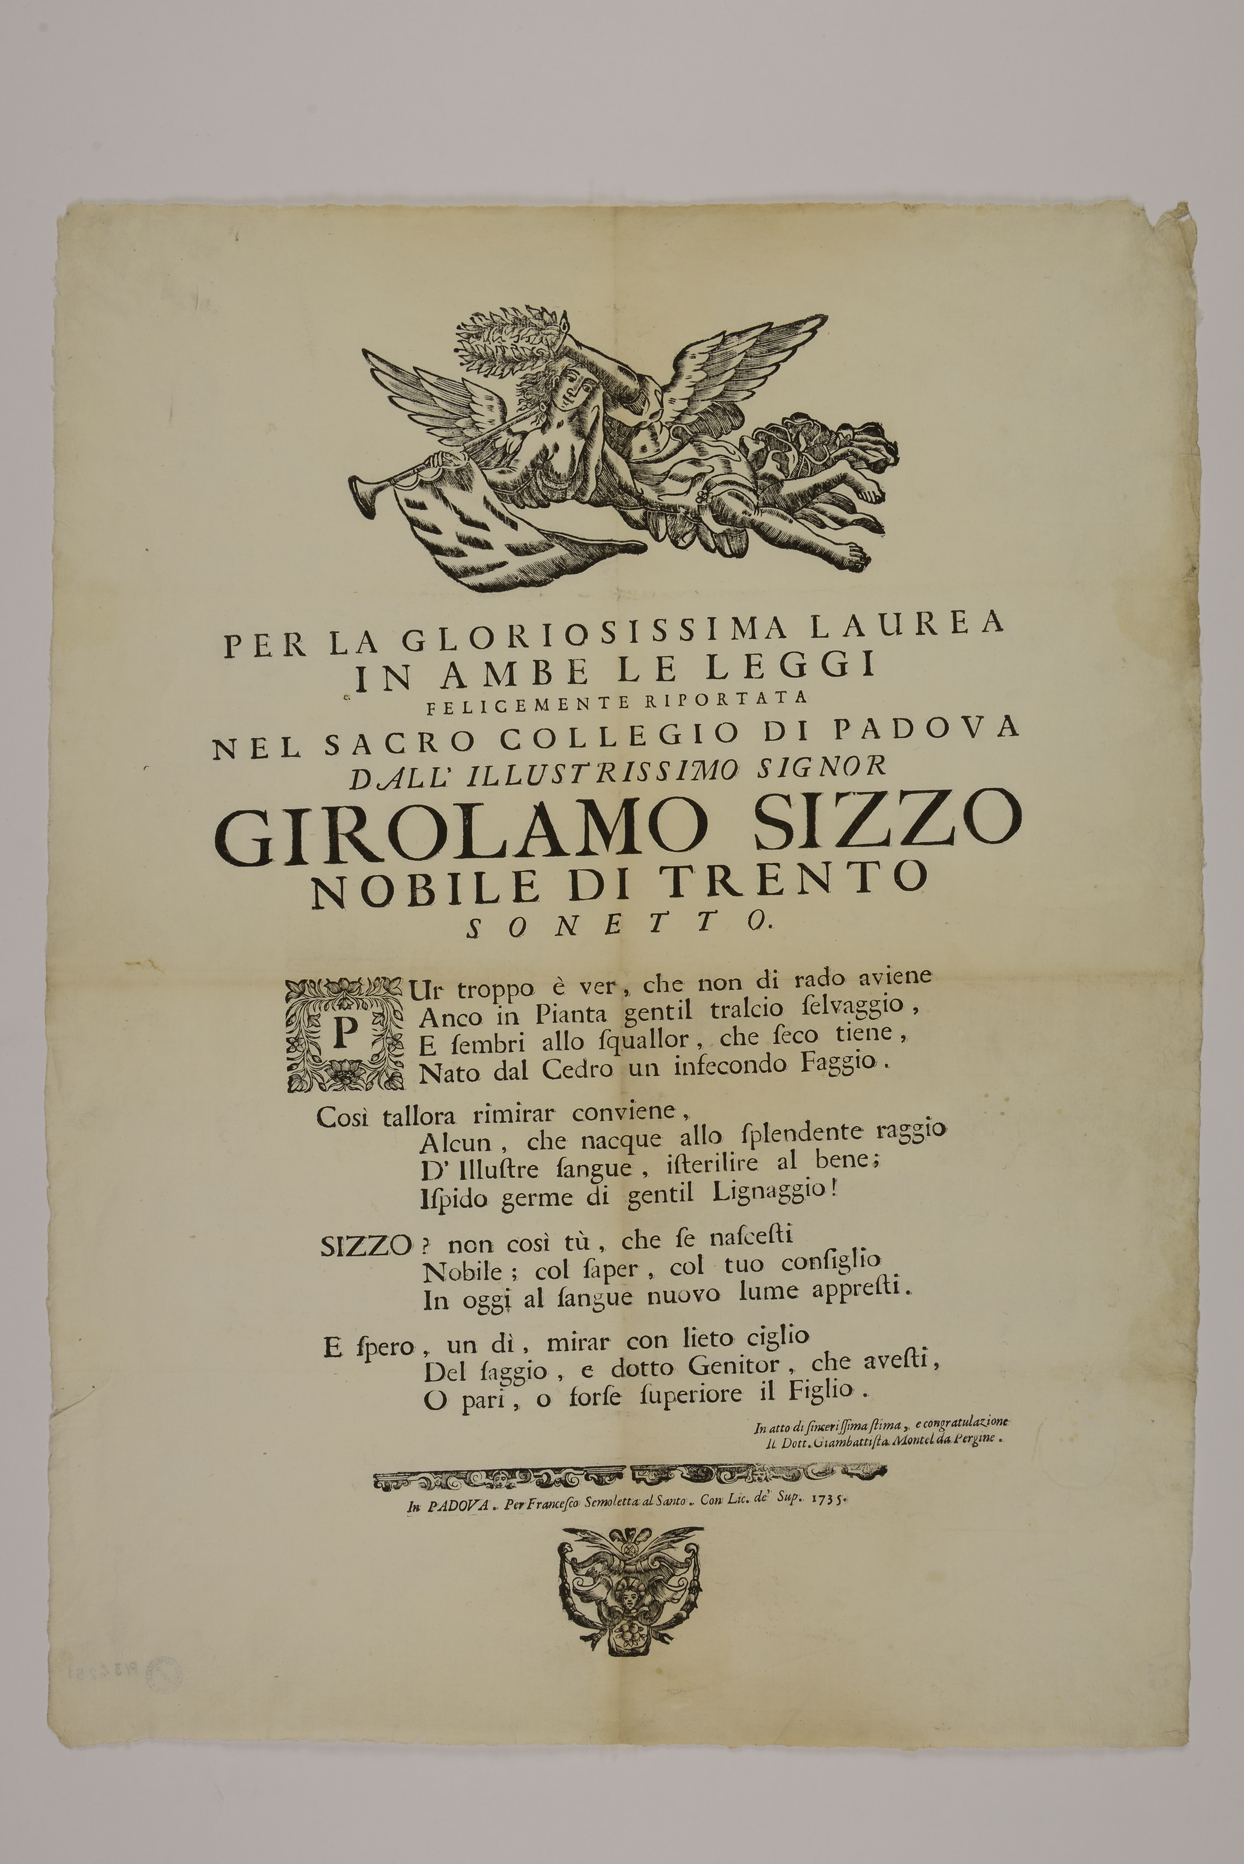 PER LA GLORIOSISSIMA LAUREA
IN AMBE LE LEGGI
FELICEMENTE RIPORTATA
NEL SACRO COLLEGIO DI PADOVA
DALL' ILLUSTRISSIMO SIGNOR
GIROLAMO SIZZO
NOBILE DI TRENTO
SONETTO.
PUr troppo è ver, che non di rado aviene
Anco in Pianta gentil tralcio ſelvaggio,
E ſembri allo ſquallor, che ſeco tiene,
Nato dal Cedro un infecondo Faggio.
Così tallora rimirar conviene,
Alcun, che nacque allo ſplendente raggio
D' Illuſtre ſangue, iſterilire al bene;
Iſpido germe di gentil Lignaggio!
SIZZO? non così tù, che ſe naſceſti
Nobile; col ſaper, col tuo conſiglio
In oggi al ſangue nuovo lume appreſti.
E ſpero, un dì, mirar con lieto ciglio
Del ſaggio, e dotto Genitor, che aveſti,
O pari, o forſe ſuperiore il Figlio.
In atto di ſinceriſſima ſtima, e congratulazione
Il Dott. Giambattiſta Montel da Pergine.
In PADOVA. Per Franceſco Semoletta al Santo. Con Lic. de' Sup. 1735.